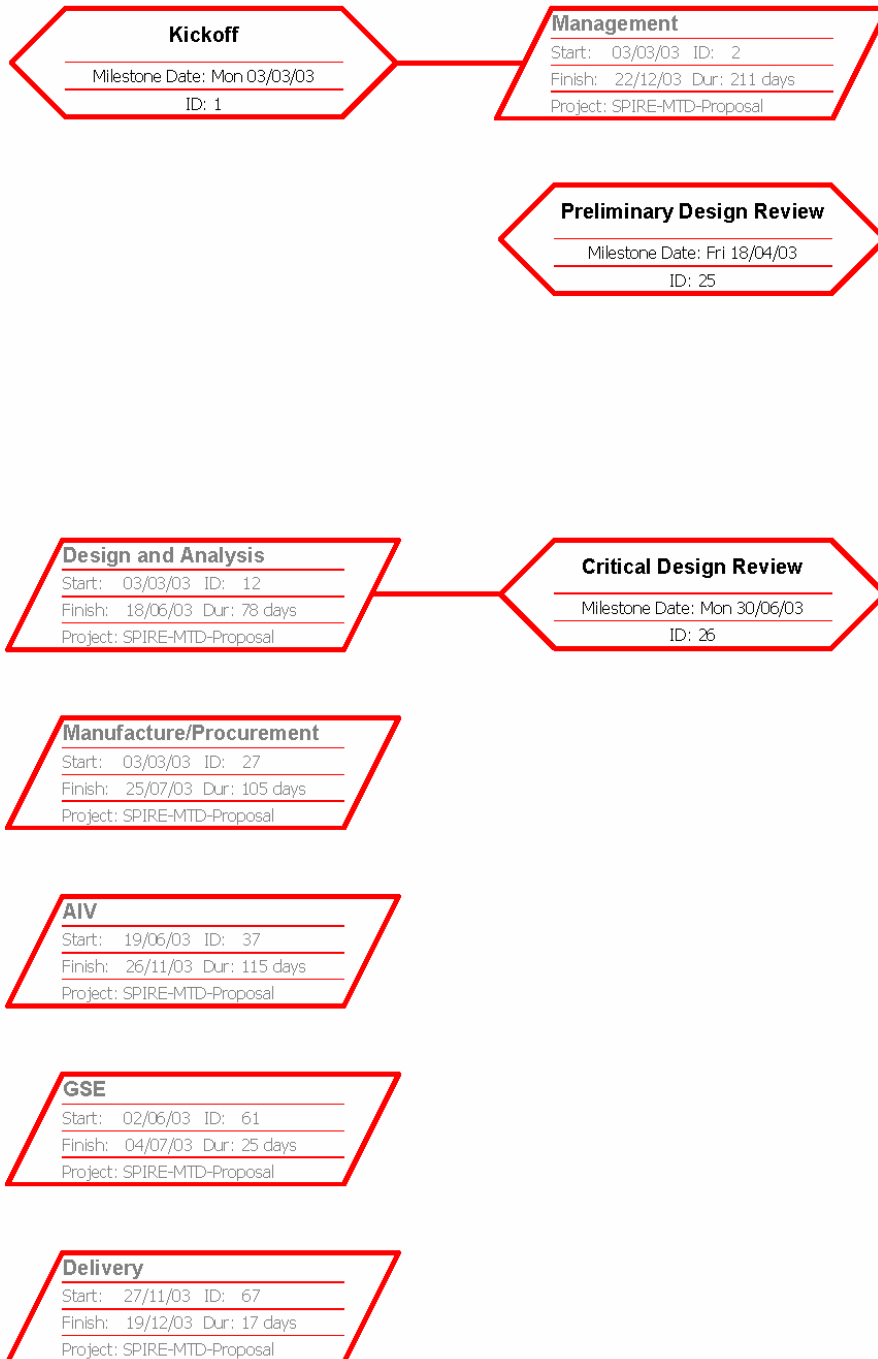 Kickoff
Milestone Date: Mon 03/03/03
ID: 1
Management
Start: 03/03/03 ID: 2
Finish: 22/12/03 Dur: 211 days
Project: SPIRE-MTD-Proposal
Preliminary Design Review
Milestone Date: Fri 18/04/03
ID: 25
Design and Analysis
Start: 03/03/03 ID: 12
Finish: 18/06/03 Dur: 78 days
Project: SPIRE-MTD-Proposal
Critical Design Review
Milestone Date: Mon 30/06/03
ID: 26
Manufacture/Procurement
Start: 03/03/03 ID: 27
Finish: 25/07/03 Dur: 105 days
Project: SPIRE-MTD-Proposal
AIV
Start: 19/06/03 ID: 37
Finish: 26/11/03 Dur: 115 days
Project: SPIRE-MTD-Proposal
GSE
Start: 02/06/03 ID: 61
Finish: 04/07/03 Dur: 25 days
Project: SPIRE-MTD-Proposal
Delivery
Start: 27/11/03 ID: 67
Finish: 19/12/03 Dur: 17 days
Project: SPIRE-MTD-Proposal